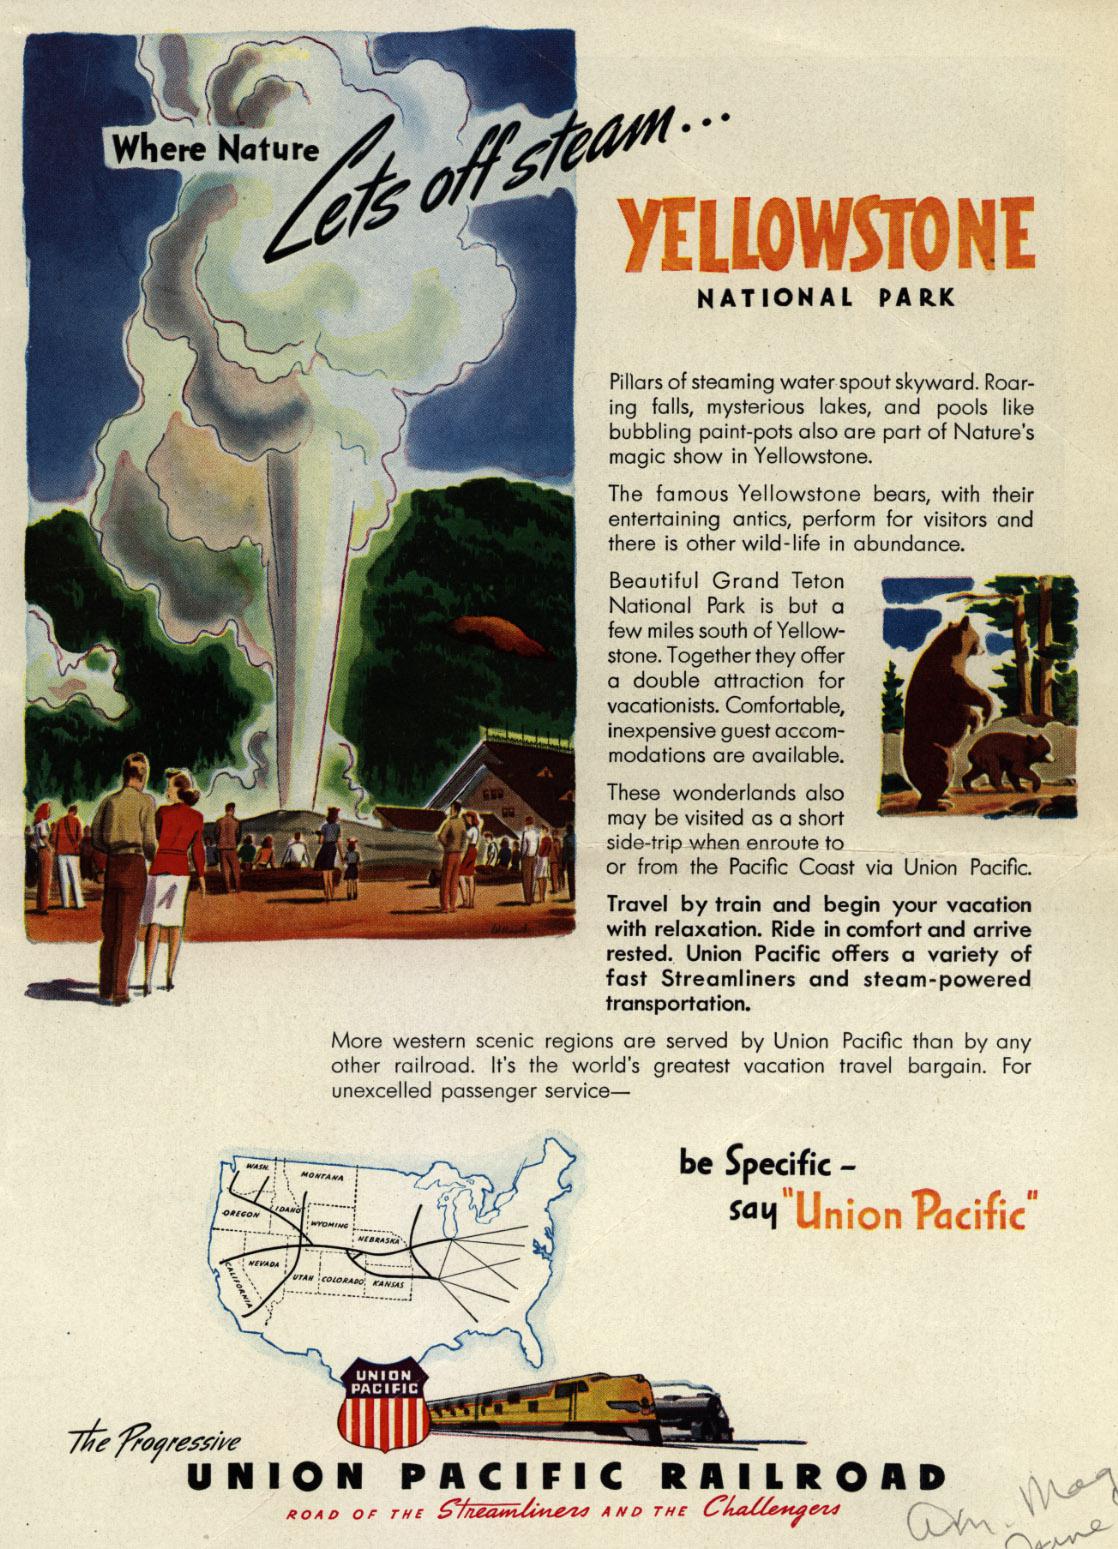 Where Nature
Lets off steam...
YELLOWSTONE
NATIONAL PARK
Pillars of steaming water spout skyward. Roar-
ing falls, mysterious lakes, and pools like
bubbling paint-pots also are part of Nature's
magic show in Yellowstone.
The famous Yellowstone bears, with their
entertaining antics, perform for visitors and
there is other wild-life in abundance.
Beautiful Grand Teton
National Park is but a
few miles south of Yellow-
stone. Together they offer
a double attraction for
vacationists. Comfortable,
inexpensive guest accom-
modations are available.
These wonderlands also
may be visited as a short
side-trip when enroute to
or from the Pacific Coast via Union Pacific.
Travel by train and begin your vacation
with relaxation. Ride in comfort and arrive
rested. Union Pacific offers a variety of
fast Streamliners and steam-powered
transportation.
More western scenic regions are served by Union Pacific than by any
other railroad. It's the world's greatest vacation travel bargain. For
unexcelled passenger service—
be Specific –
say "Union Pacific"
WASN.
MONTANA
OREGON
IDAHO
WYOMING
NEBRASKA
NEVADA
UTAH
COLORADO
KANSAS
CALIFORNIA
UNION
PACIFIC
The Progressive
UNION PACIFIC RAILROAD
ROAD OF THE Streamliners AND THE Challengers
Am. Mag
June